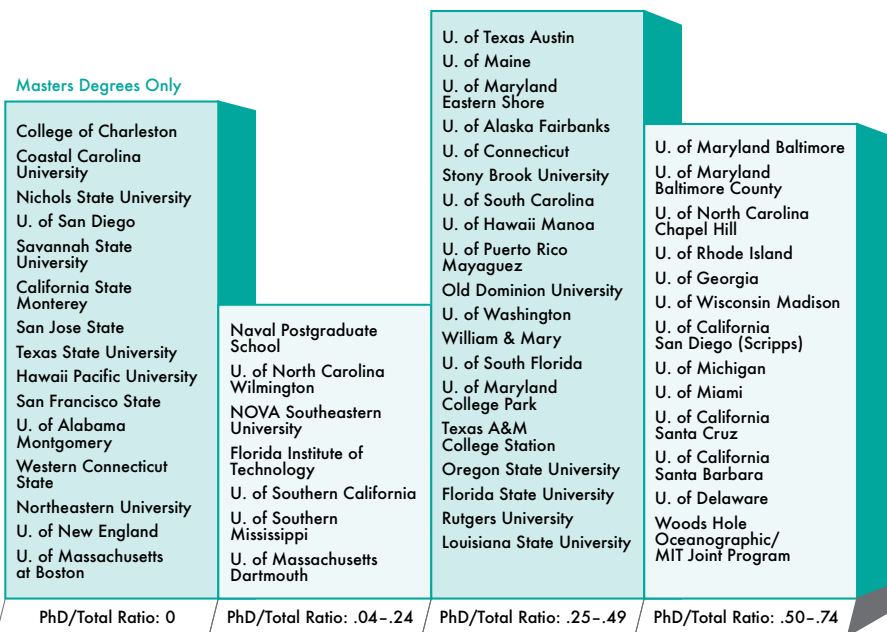 Masters Degrees Only
College of Charleston
Coastal Carolina
University
Nichols State University
U. of San Diego
Savannah State
University
California State
Monterey
San Jose State
Texas State University
Hawaii Pacific University
San Francisco State
U. of Alabama
Montgomery
Western Connecticut
State
Northeastern University
U. of New England
U. of Massachusetts
at Boston
PhD/Total Ratio: 0
Naval Postgraduate
School
U. of North Carolina
Wilmington
NOVA Southeastern
University
Florida Institute of
Technology
U. of Southern California
U. of Southern
Mississippi
U. of Massachusetts
Dartmouth
PhD/Total Ratio: .04–.24
U. of Texas Austin
U. of Maine
U. of Maryland
Eastern Shore
U. of Alaska Fairbanks
U. of Connecticut
Stony Brook University
U. of South Carolina
U. of Hawaii Manoa
U. of Puerto Rico
Mayaguez
Old Dominion University
U. of Washington
William & Mary
U. of South Florida
U. of Maryland
College Park
Texas A&M
College Station
Oregon State University
Florida State University
Rutgers University
Louisiana State University
PhD/Total Ratio: .25–.49
U. of Maryland Baltimore
U. of Maryland
Baltimore County
U. of North Carolina
Chapel Hill
U. of Rhode Island
U. of Georgia
U. of Wisconsin Madison
U. of California
San Diego (Scripps)
U. of Michigan
U. of Miami
U. of California
Santa Cruz
U. of California
Santa Barbara
U. of Delaware
Woods Hole
Oceanographic/
MIT Joint Program
PhD/Total Ratio: .50–.74